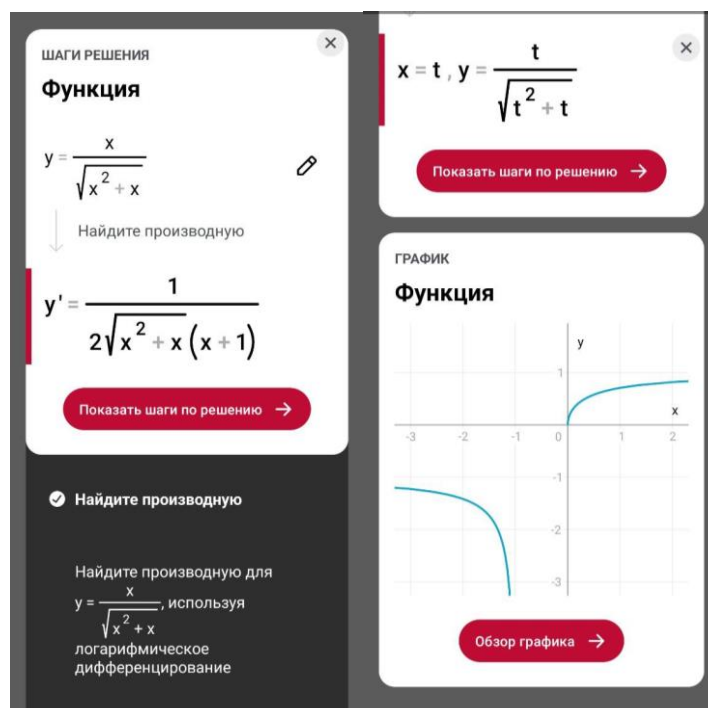 ШАГИ РЕШЕНИЯ
Функция
y = x / √(x² + x)
Найдите производную
y' = 1 / (2√(x² + x)(x + 1))
Показать шаги по решению →
Найдите производную
Найдите производную для
y = x / √(x² + x), используя
логарифмическое
дифференцирование
x = t , y = t / √(t² + t)
Показать шаги по решению →
ГРАФИК
Функция
y
1
x
-3 -2 -1 0 1 2
-1
-2
-3
Обзор графика →